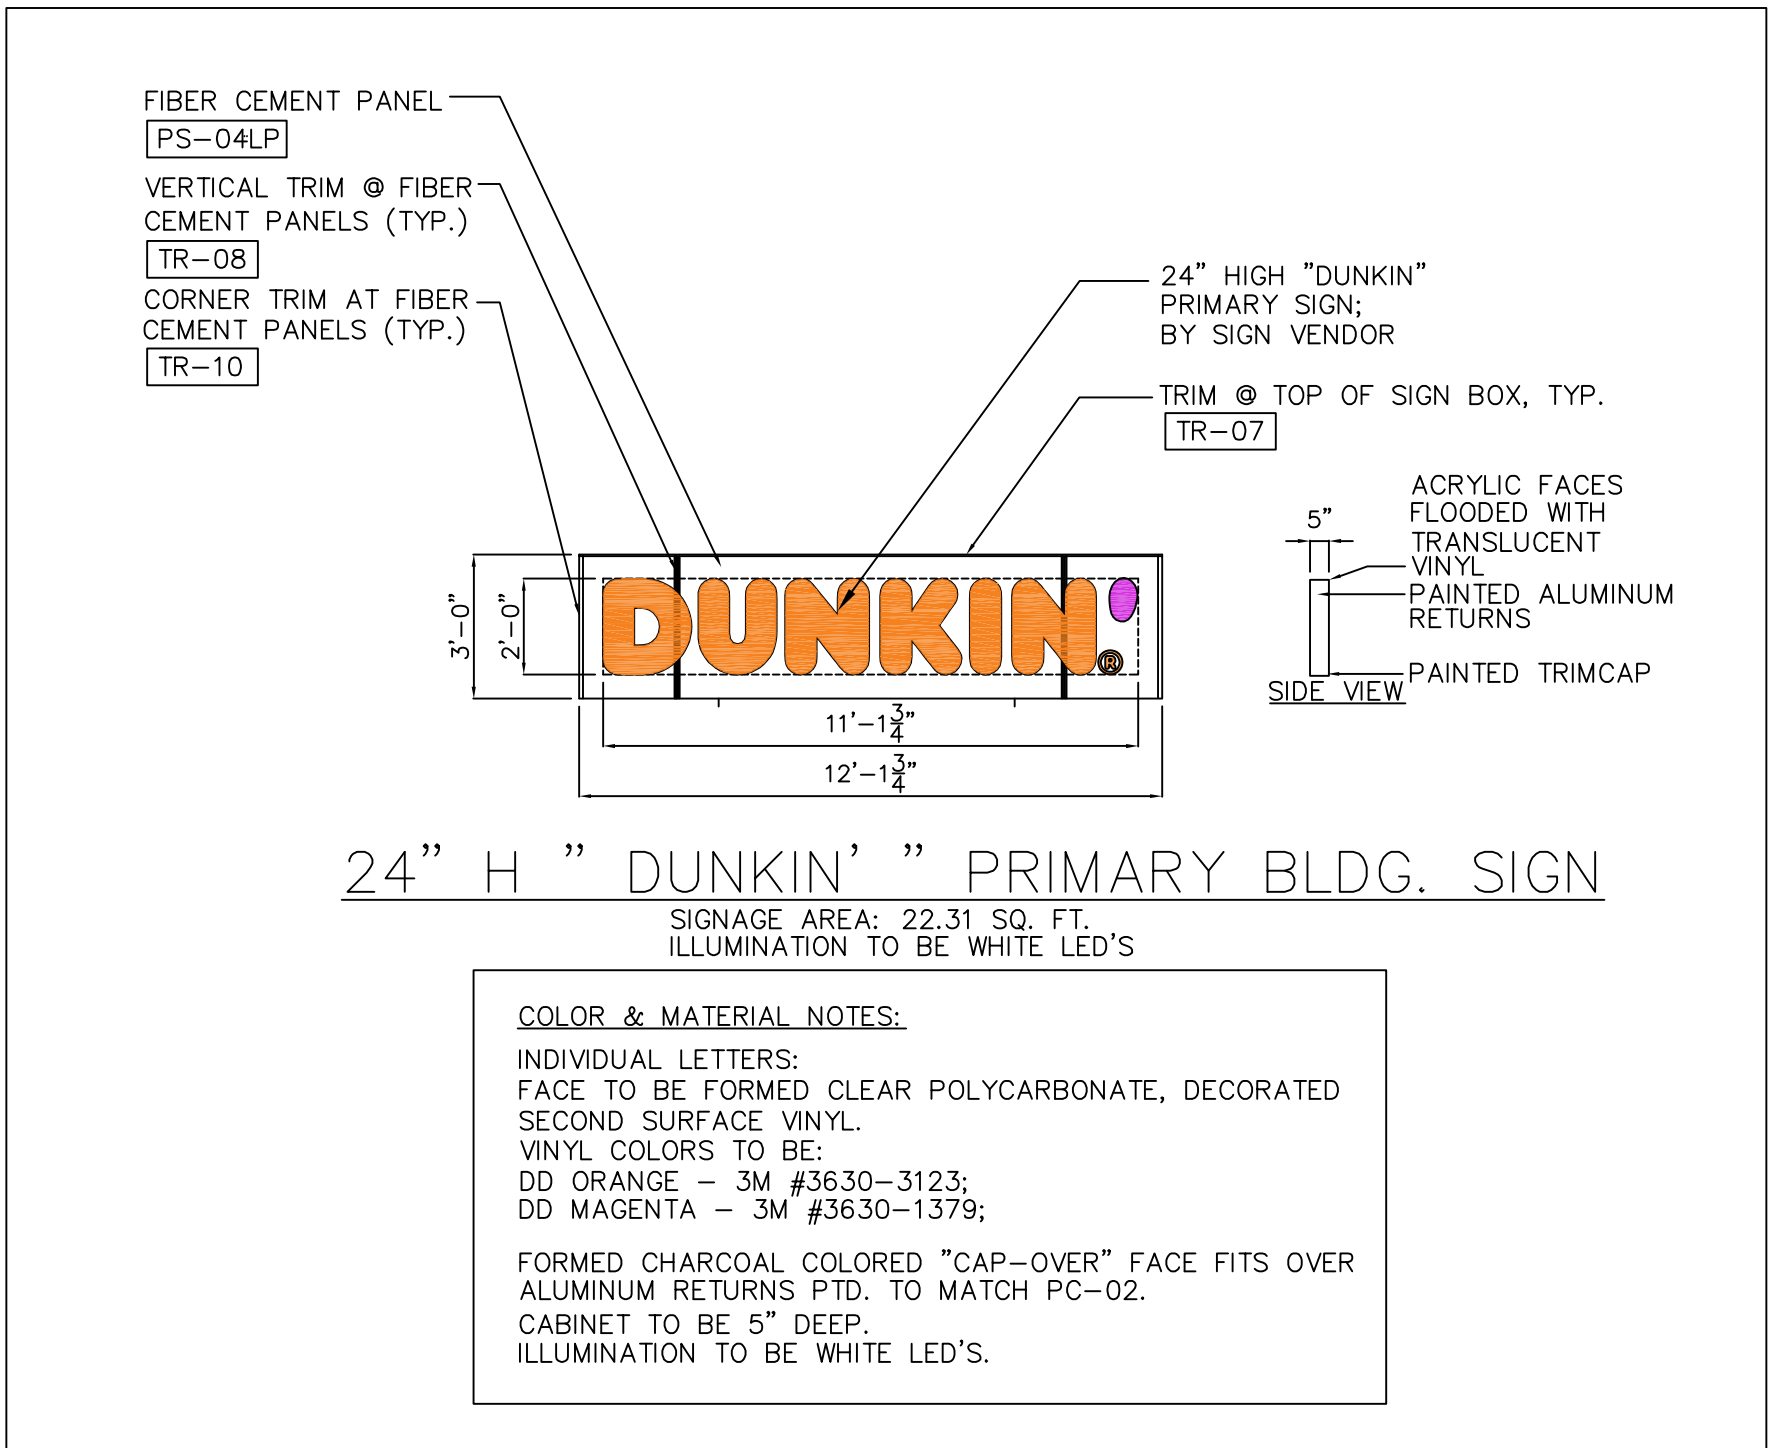 FIBER CEMENT PANEL
PS-04LP
VERTICAL TRIM @ FIBER
CEMENT PANELS (TYP.)
TR-08
CORNER TRIM AT FIBER
CEMENT PANELS (TYP.)
TR-10
24” HIGH ”DUNKIN”
PRIMARY SIGN;
BY SIGN VENDOR
TRIM @ TOP OF SIGN BOX, TYP.
TR-07
3'-0”
2'-0”
DUNKIN'®
11'-1 3/4”
12'-1 3/4”
5”
ACRYLIC FACES
FLOODED WITH
TRANSLUCENT
VINYL
PAINTED ALUMINUM
RETURNS
PAINTED TRIMCAP
SIDE VIEW
24” H ” DUNKIN' ” PRIMARY BLDG. SIGN
SIGNAGE AREA: 22.31 SQ. FT.
ILLUMINATION TO BE WHITE LED'S
COLOR & MATERIAL NOTES:
INDIVIDUAL LETTERS:
FACE TO BE FORMED CLEAR POLYCARBONATE, DECORATED
SECOND SURFACE VINYL.
VINYL COLORS TO BE:
DD ORANGE - 3M #3630-3123;
DD MAGENTA - 3M #3630-1379;
FORMED CHARCOAL COLORED ”CAP-OVER” FACE FITS OVER
ALUMINUM RETURNS PTD. TO MATCH PC-02.
CABINET TO BE 5” DEEP.
ILLUMINATION TO BE WHITE LED'S.